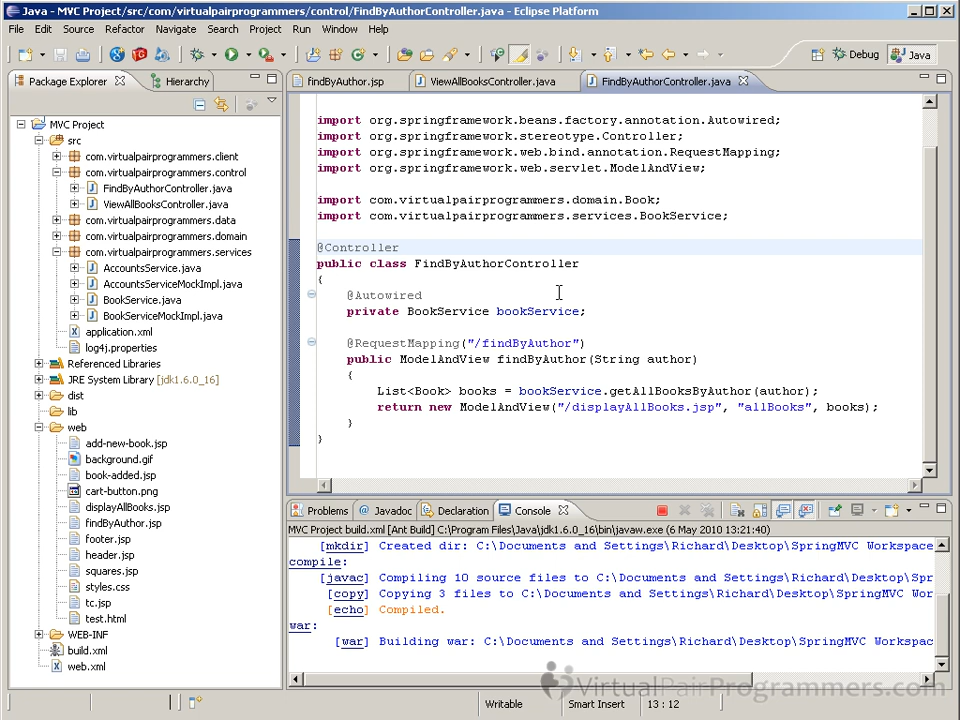 Java - MVC Project/src/com/virtualpairprogrammers/control/FindByAuthorController.java - Eclipse Platform
File Edit Source Refactor Navigate Search Project Run Window Help
Debug Java
Package Explorer Hierarchy
findByAuthor.jsp ViewAllBooksController.java FindByAuthorController.java
MVC Project
src
com.virtualpairprogrammers.client
com.virtualpairprogrammers.control
FindByAuthorController.java
ViewAllBooksController.java
com.virtualpairprogrammers.data
com.virtualpairprogrammers.domain
com.virtualpairprogrammers.services
AccountsService.java
AccountsServiceMockImpl.java
BookService.java
BookServiceMockImpl.java
application.xml
log4j.properties
Referenced Libraries
JRE System Library [jdk1.6.0_16]
dist
lib
web
add-new-book.jsp
background.gif
book-added.jsp
cart-button.png
displayAllBooks.jsp
findByAuthor.jsp
footer.jsp
header.jsp
squares.jsp
styles.css
tc.jsp
test.html
WEB-INF
build.xml
web.xml
import org.springframework.beans.factory.annotation.Autowired;
import org.springframework.stereotype.Controller;
import org.springframework.web.bind.annotation.RequestMapping;
import org.springframework.web.servlet.ModelAndView;
import com.virtualpairprogrammers.domain.Book;
import com.virtualpairprogrammers.services.BookService;
@Controller
public class FindByAuthorController
{
@Autowired
private BookService bookService;
@RequestMapping("/findByAuthor")
public ModelAndView findByAuthor(String author)
{
List<Book> books = bookService.getAllBooksByAuthor(author);
return new ModelAndView("/displayAllBooks.jsp", "allBooks", books);
}
}
Problems Javadoc Declaration Console
MVC Project build.xml [Ant Build] C:\Program Files\Java\jdk1.6.0_16\bin\javaw.exe (6 May 2010 13:21:40)
[mkdir] Created dir: C:\Documents and Settings\Richard\Desktop\SpringMVC Workspace
compile:
[javac] Compiling 10 source files to C:\Documents and Settings\Richard\Desktop\Spr
[copy] Copying 3 files to C:\Documents and Settings\Richard\Desktop\SpringMVC Wor
[echo] Compiled.
war:
[war] Building war: C:\Documents and Settings\Richard\Desktop\SpringMVC Workspac
VirtualPairProgrammers.com
Writable Smart Insert 13 : 12